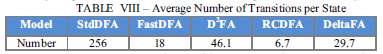 TABLE VIII – Average Number of Transitions per State
Model StdDFA FastDFA D²FA RCDFA DeltaFA
Number 256 18 46.1 6.7 29.7